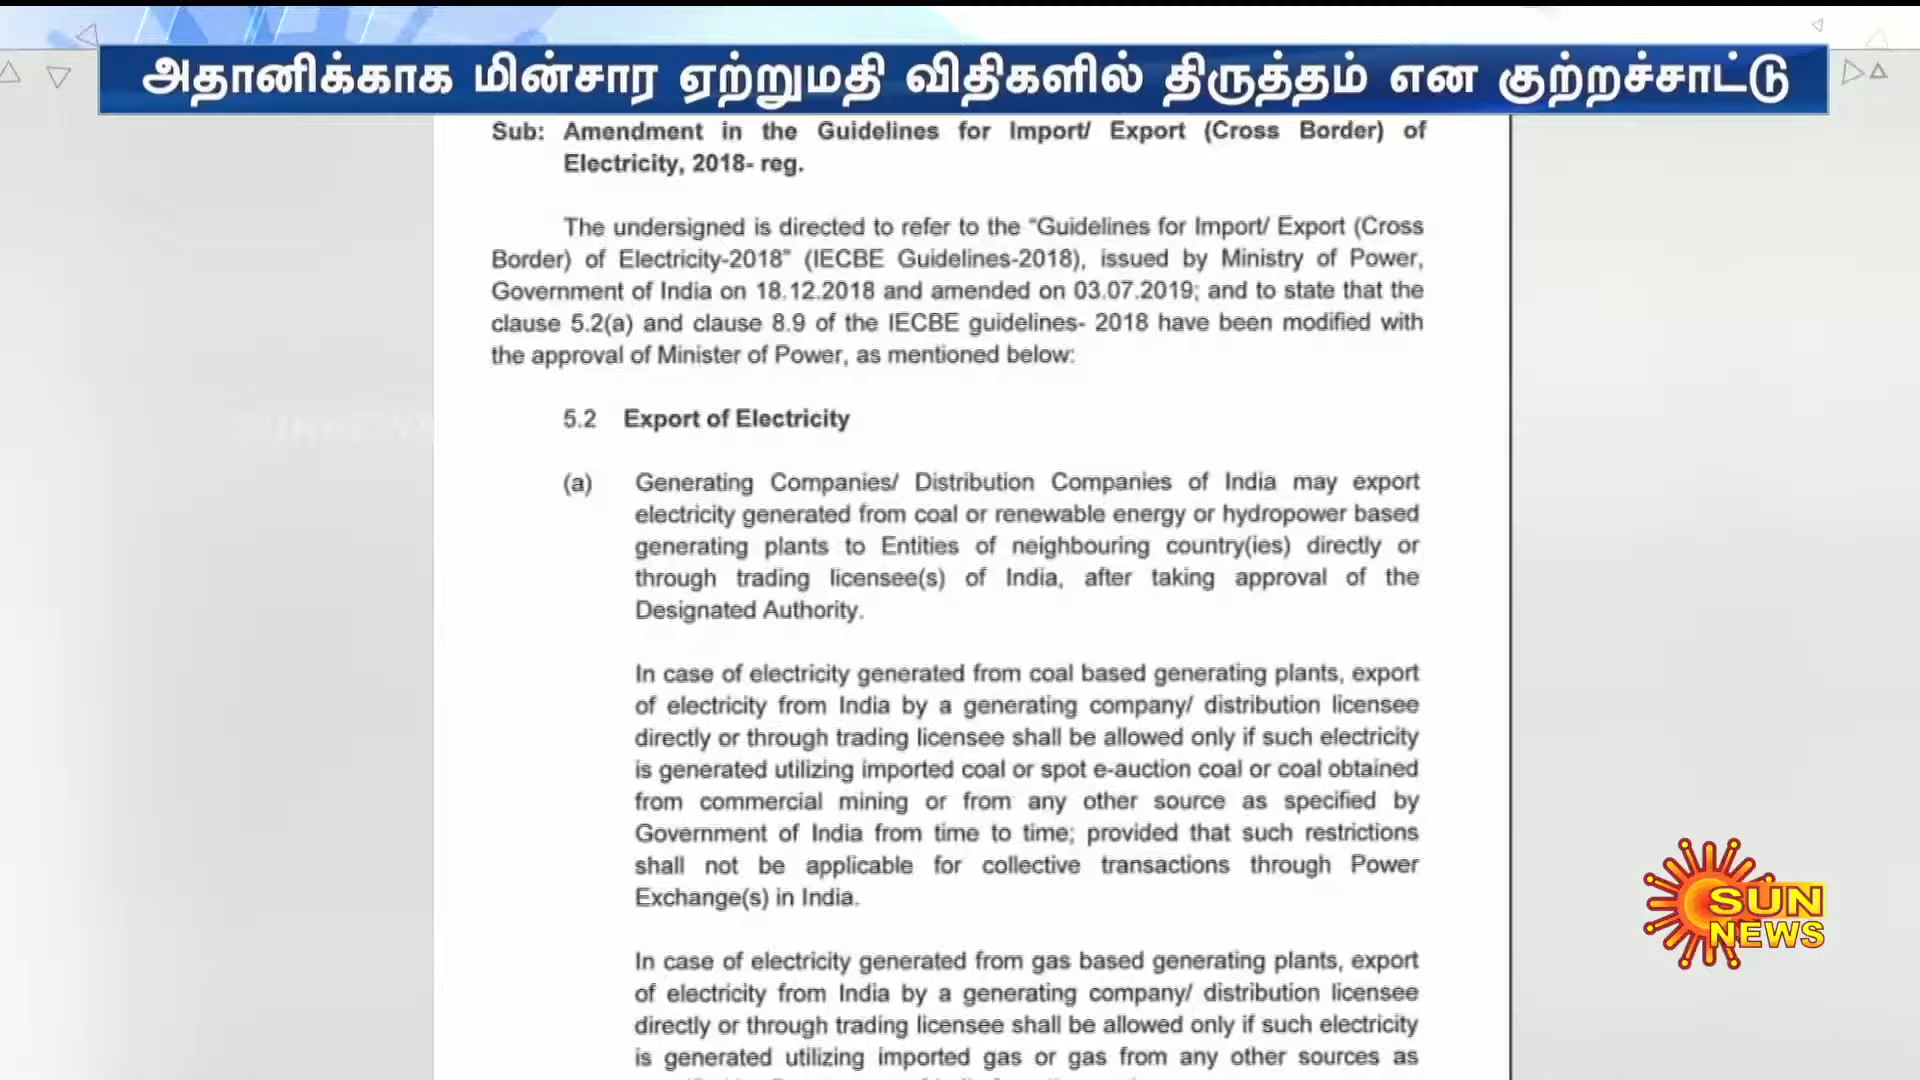 அதானிக்காக மின்சார ஏற்றுமதி விதிகளில் திருத்தம் என குற்றச்சாட்டு
Sub: Amendment in the Guidelines for Import/ Export (Cross Border) of
Electricity, 2018- reg.
The undersigned is directed to refer to the "Guidelines for Import/ Export (Cross
Border) of Electricity-2018" (IECBE Guidelines-2018), issued by Ministry of Power,
Government of India on 18.12.2018 and amended on 03.07.2019; and to state that the
clause 5.2(a) and clause 8.9 of the IECBE guidelines- 2018 have been modified with
the approval of Minister of Power, as mentioned below:
5.2 Export of Electricity
(a) Generating Companies/ Distribution Companies of India may export
electricity generated from coal or renewable energy or hydropower based
generating plants to Entities of neighbouring country(ies) directly or
through trading licensee(s) of India, after taking approval of the
Designated Authority.
In case of electricity generated from coal based generating plants, export
of electricity from India by a generating company/ distribution licensee
directly or through trading licensee shall be allowed only if such electricity
is generated utilizing imported coal or spot e-auction coal or coal obtained
from commercial mining or from any other source as specified by
Government of India from time to time; provided that such restrictions
shall not be applicable for collective transactions through Power
Exchange(s) in India.
In case of electricity generated from gas based generating plants, export
of electricity from India by a generating company/ distribution licensee
directly or through trading licensee shall be allowed only if such electricity
is generated utilizing imported gas or gas from any other sources as
SUN
NEWS